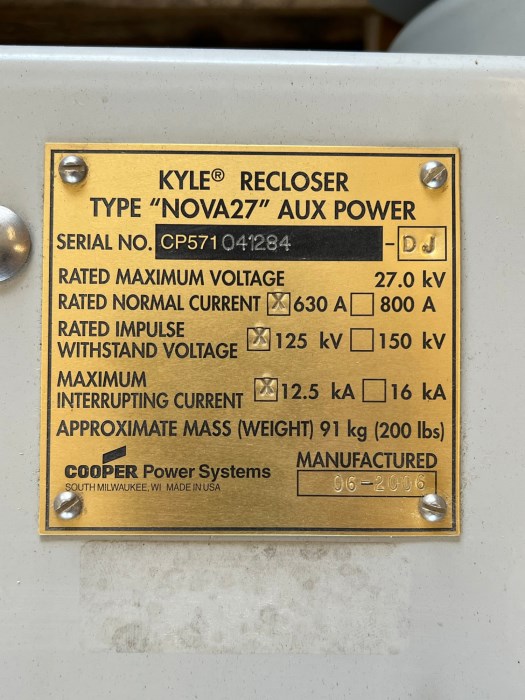 KYLE® RECLOSER
TYPE "NOVA27" AUX POWER
SERIAL NO. CP571041284 -DJ
RATED MAXIMUM VOLTAGE 27.0 kV
RATED NORMAL CURRENT [X] 630 A [ ] 800 A
RATED IMPULSE
WITHSTAND VOLTAGE [X] 125 kV [ ] 150 kV
MAXIMUM
INTERRUPTING CURRENT [X] 12.5 kA [ ] 16 kA
APPROXIMATE MASS (WEIGHT) 91 kg (200 lbs)
COOPER Power Systems
SOUTH MILWAUKEE, WI MADE IN USA
MANUFACTURED
06-2006